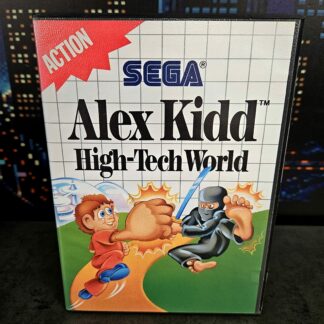 ACTION
SEGA®
Alex Kidd™
High-Tech World